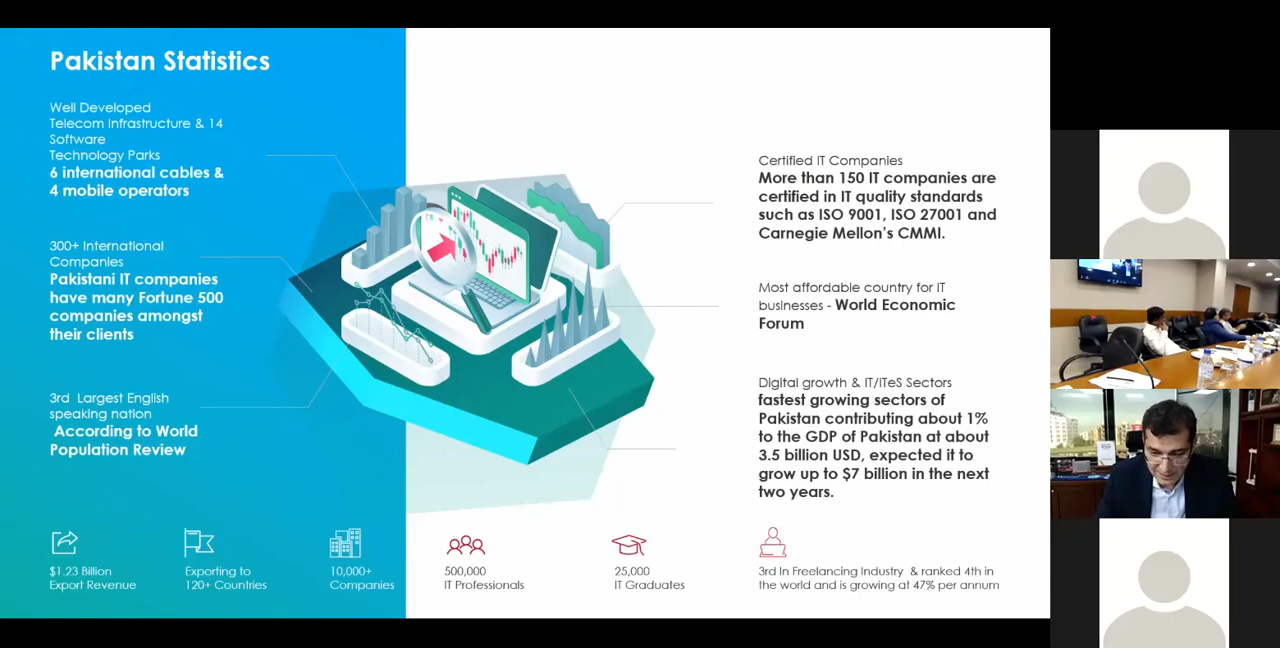 Pakistan Statistics
Well Developed
Telecom Infrastructure & 14
Software
Technology Parks
6 international cables &
4 mobile operators
300+ International
Companies
Pakistani IT companies
have many Fortune 500
companies amongst
their clients
3rd Largest English
speaking nation
According to World
Population Review
Certified IT Companies
More than 150 IT companies are
certified in IT quality standards
such as ISO 9001, ISO 27001 and
Carnegie Mellon's CMMI.
Most affordable country for IT
businesses - World Economic
Forum
Digital growth & IT/ITeS Sectors
fastest growing sectors of
Pakistan contributing about 1%
to the GDP of Pakistan at about
3.5 billion USD, expected it to
grow up to $7 billion in the next
two years.
$1.23 Billion
Export Revenue
Exporting to
120+ Countries
10,000+
Companies
500,000
IT Professionals
25,000
IT Graduates
3rd In Freelancing Industry & ranked 4th in
the world and is growing at 47% per annum